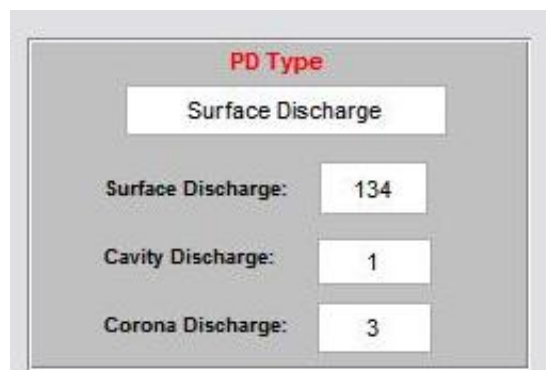 PD Type
Surface Discharge
Surface Discharge: 134
Cavity Discharge: 1
Corona Discharge: 3